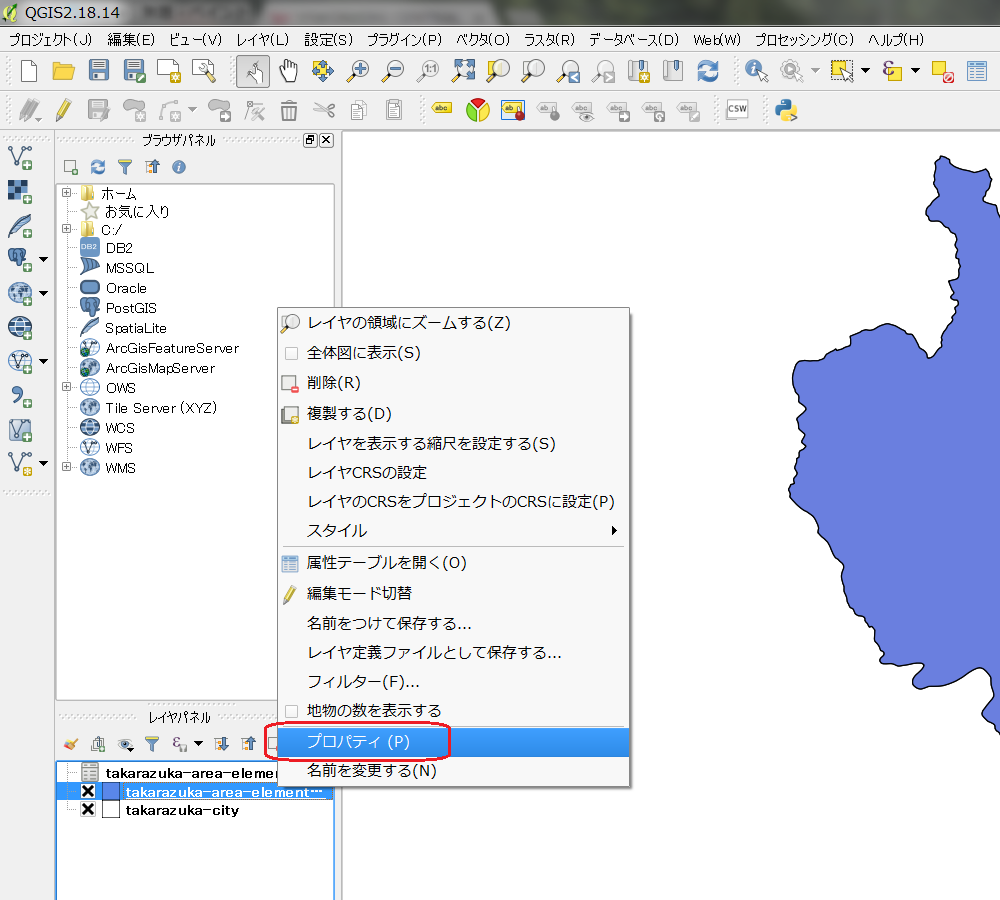 QGIS2.18.14
プロジェクト(J) 編集(E) ビュー(V) レイヤ(L) 設定(S) プラグイン(P) ベクタ(O) ラスタ(R) データベース(D) Web(W) プロセッシング(C) ヘルプ(H)
1:1
abc abc abc abc abc abc abc CSW
ブラウザパネル
ホーム
お気に入り
C:/
DB2 DB2
MSSQL
Oracle
PostGIS
SpatiaLite
ArcGisFeatureServer
ArcGisMapServer
OWS
Tile Server (XYZ)
WCS
WFS
WMS
レイヤの領域にズームする(Z)
全体図に表示(S)
削除(R)
複製する(D)
レイヤを表示する縮尺を設定する(S)
レイヤCRSの設定
レイヤのCRSをプロジェクトのCRSに設定(P)
スタイル
属性テーブルを開く(O)
編集モード切替
名前をつけて保存する...
レイヤ定義ファイルとして保存する...
フィルター(F)...
地物の数を表示する
プロパティ(P)
名前を変更する(N)
レイヤパネル
takarazuka-area-elemen
takarazuka-area-element…
takarazuka-city